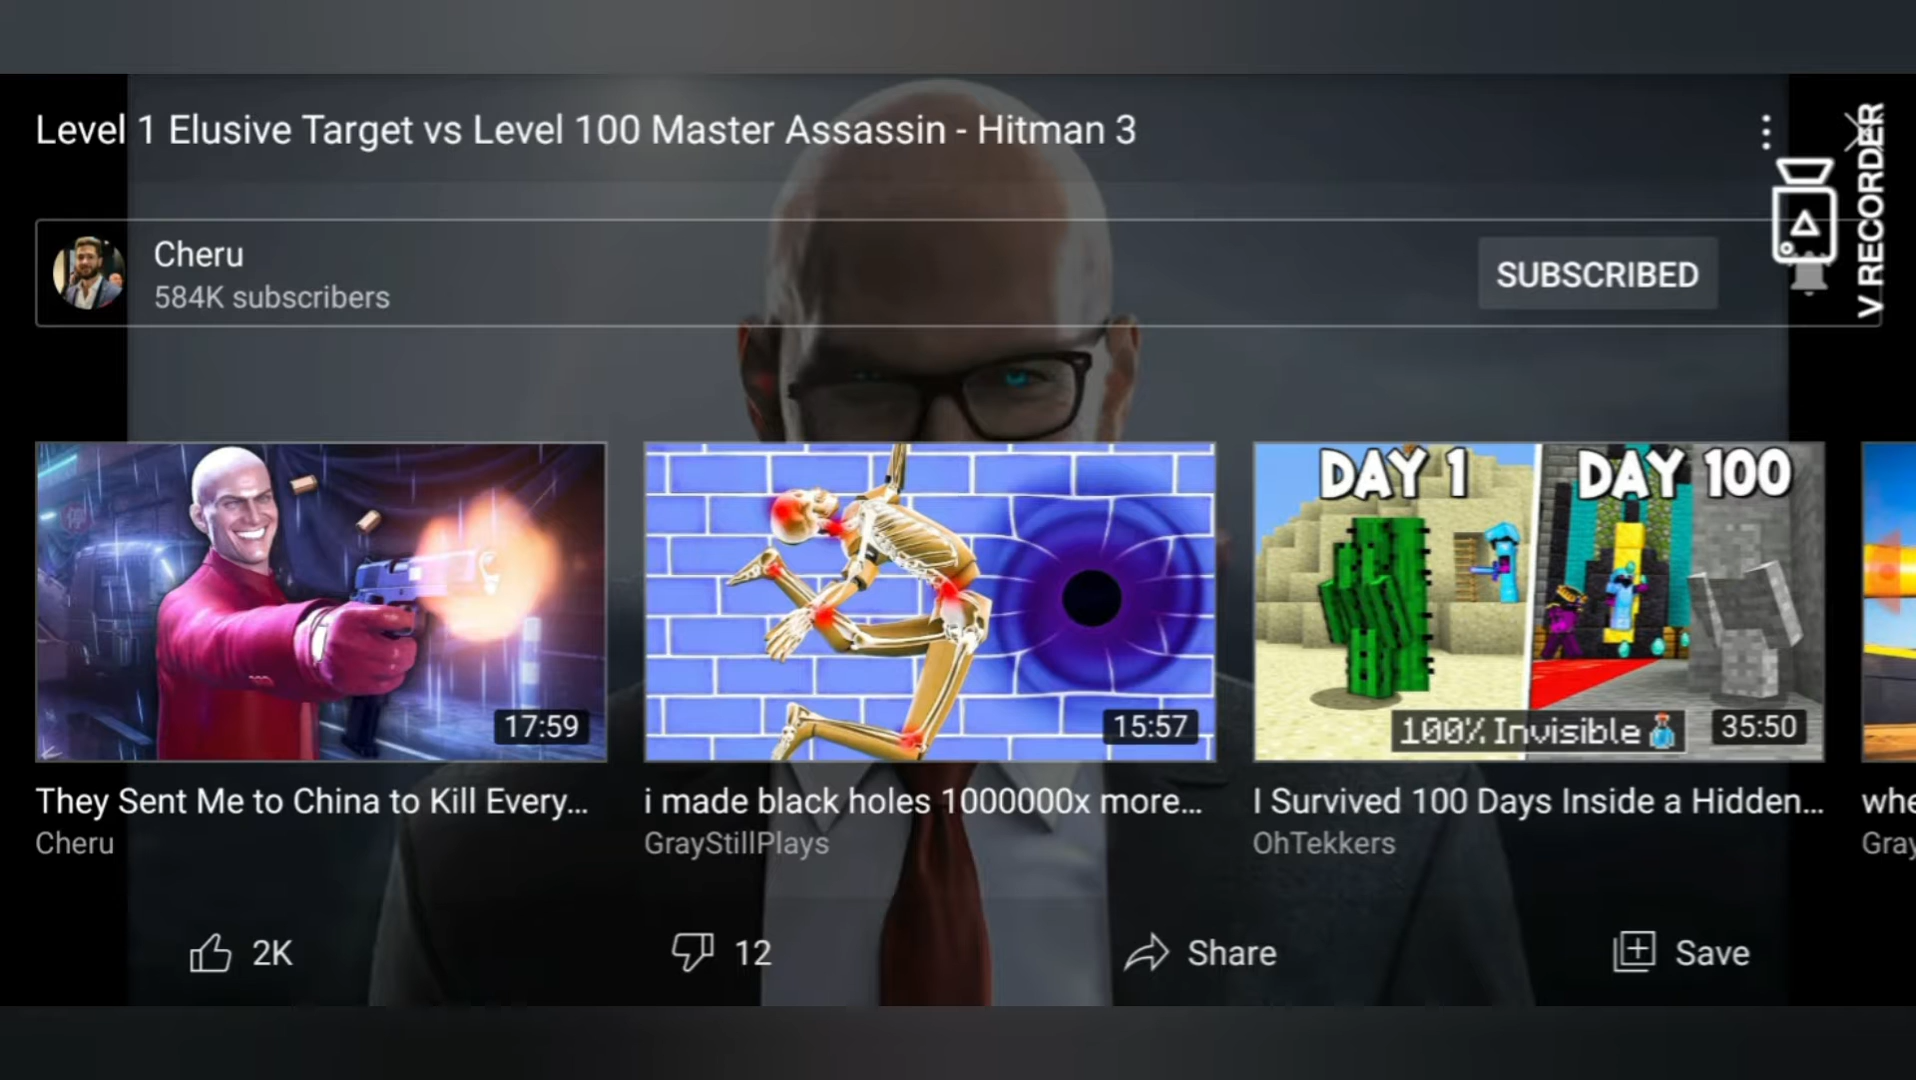 Level 1 Elusive Target vs Level 100 Master Assassin - Hitman 3
V RECORDER
Cheru
584K subscribers
SUBSCRIBED
17:59
15:57
DAY 1
DAY 100
100% Invisible
35:50
They Sent Me to China to Kill Every...
Cheru
i made black holes 1000000x more...
GrayStillPlays
I Survived 100 Days Inside a Hidden...
OhTekkers
whe
Gray
2K
12
Share
Save